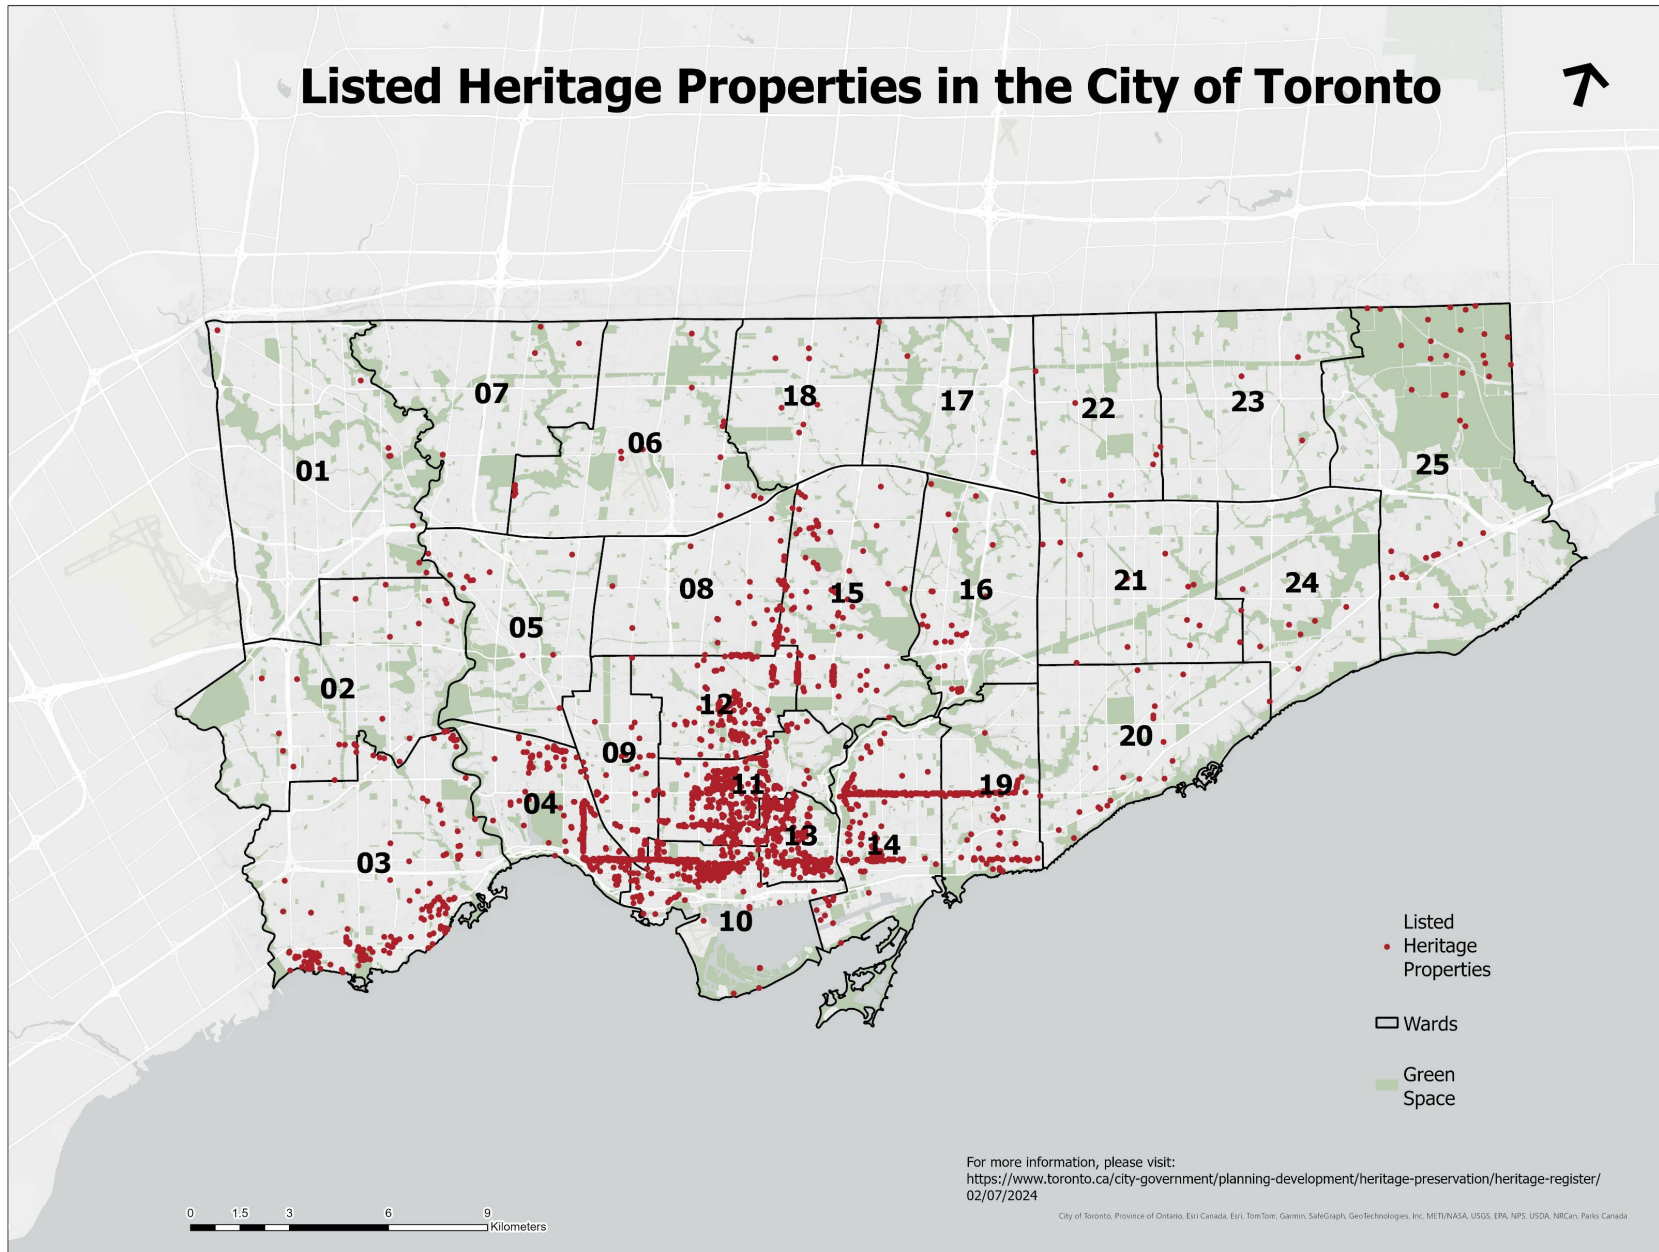 Listed Heritage Properties in the City of Toronto
07
18
17
22
23
06
01
25
08
15
16
21
24
05
02
12
09
20
11
19
04
13
14
03
10
Listed
Heritage
Properties
Wards
Green
Space
For more information, please visit:
https://www.toronto.ca/city-government/planning-development/heritage-preservation/heritage-register/
02/07/2024
0 1.5 3 6 9
Kilometers
City of Toronto, Province of Ontario, Esri Canada, Esri, TomTom, Garmin, SafeGraph, GeoTechnologies, Inc, METI/NASA, USGS, EPA, NPS, USDA, NRCan, Parks Canada